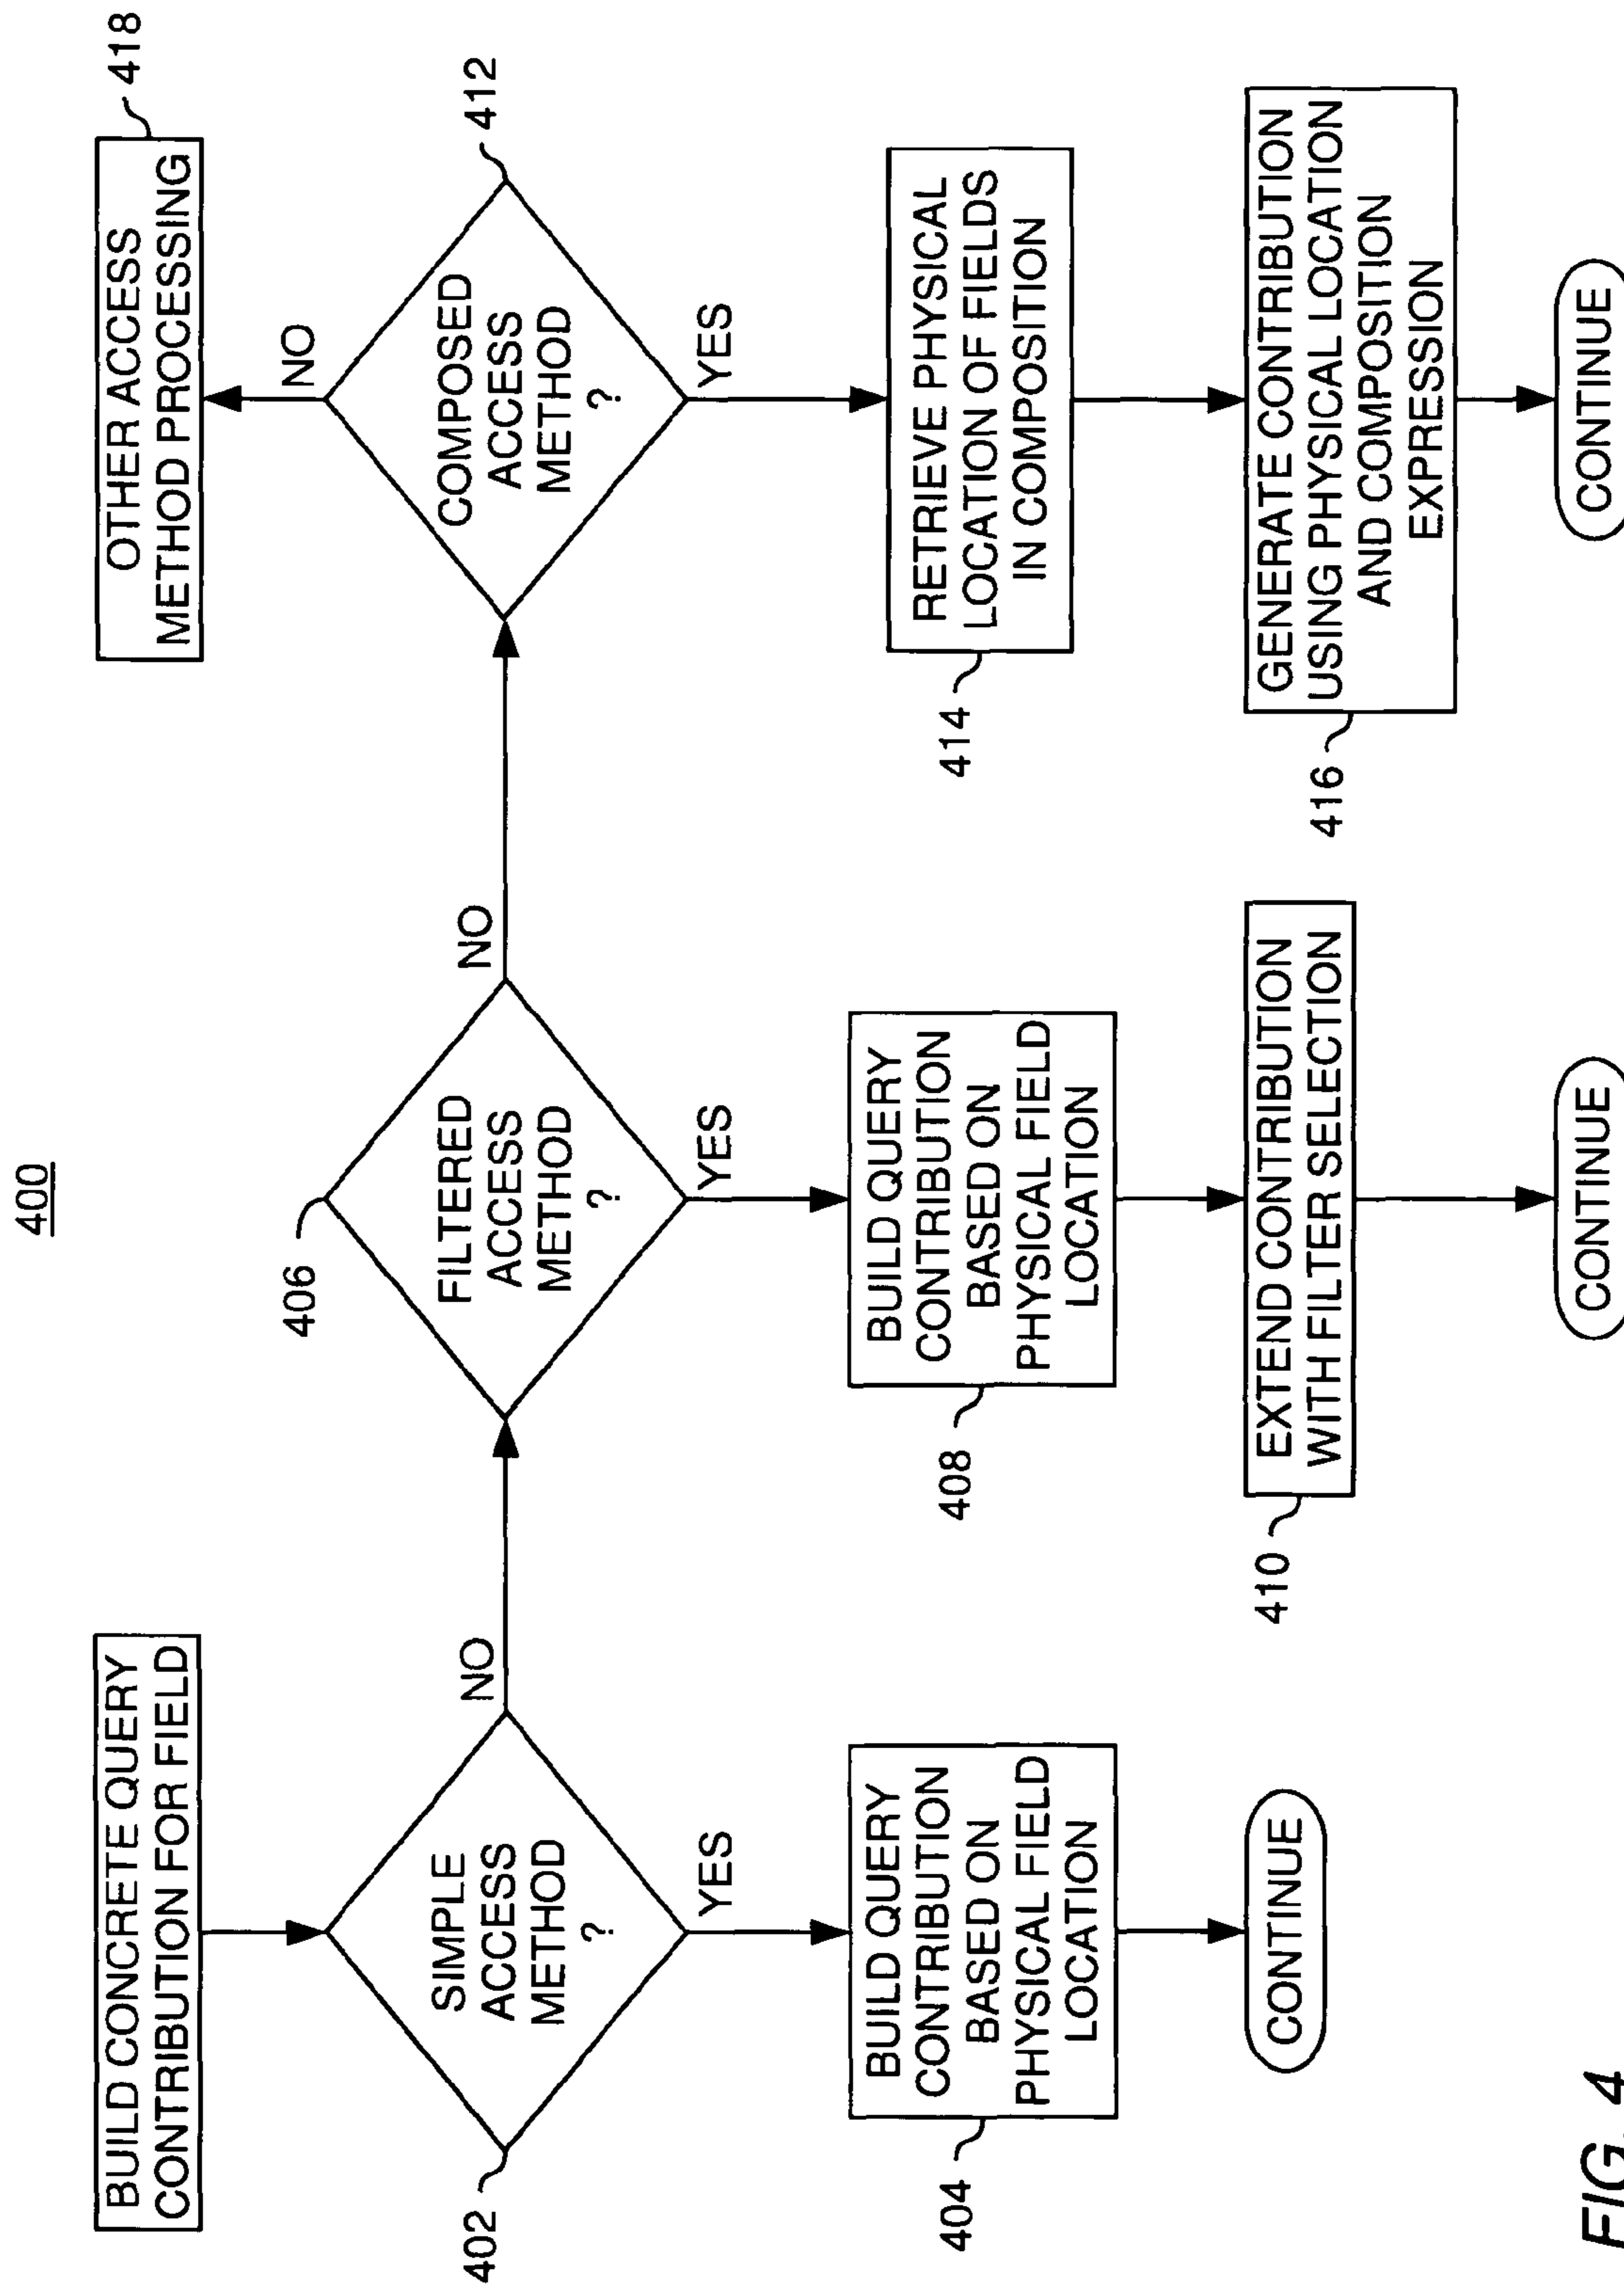 400
BUILD CONCRETE QUERY
CONTRIBUTION FOR FIELD
402
SIMPLE
ACCESS
METHOD
?
NO
YES
404
BUILD QUERY
CONTRIBUTION
BASED ON
PHYSICAL FIELD
LOCATION
CONTINUE
406
FILTERED
ACCESS
METHOD
?
NO
YES
408
BUILD QUERY
CONTRIBUTION
BASED ON
PHYSICAL FIELD
LOCATION
410
EXTEND CONTRIBUTION
WITH FILTER SELECTION
CONTINUE
418
OTHER ACCESS
METHOD PROCESSING
NO
412
COMPOSED
ACCESS
METHOD
?
YES
414
RETRIEVE PHYSICAL
LOCATION OF FIELDS
IN COMPOSITION
416
GENERATE CONTRIBUTION
USING PHYSICAL LOCATION
AND COMPOSITION
EXPRESSION
CONTINUE
FIG. 4